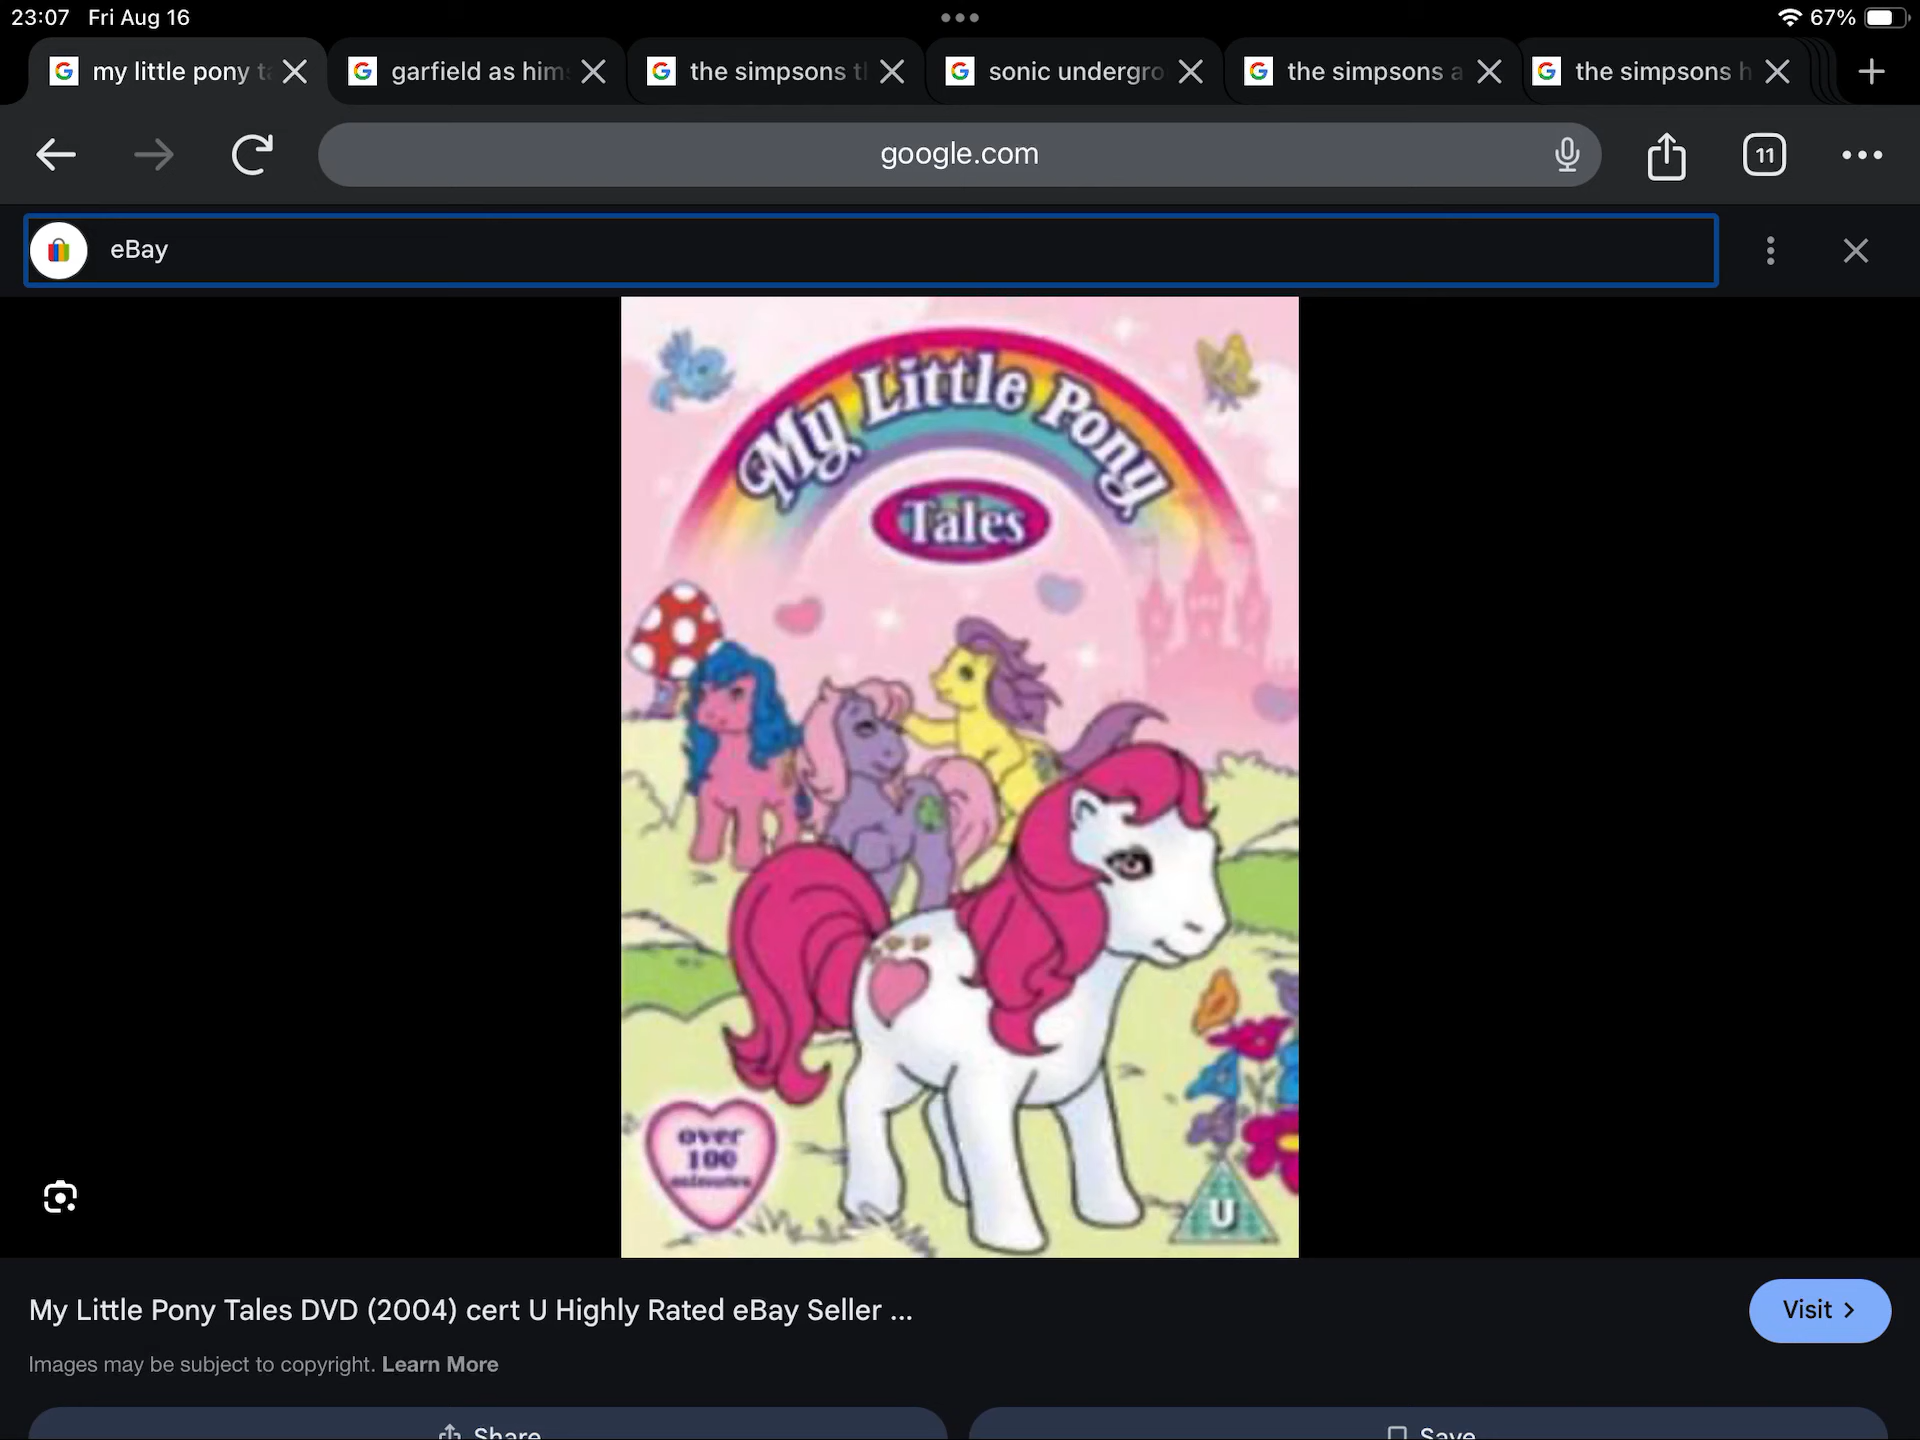 23:07 Fri Aug 16
67%
my little pony t
garfield as him
the simpsons t
sonic undergro
the simpsons a
the simpsons h
google.com
11
eBay
My Little Pony
Tales
over
100
minutes
U
My Little Pony Tales DVD (2004) cert U Highly Rated eBay Seller ...
Visit
Images may be subject to copyright. Learn More
Share
Save